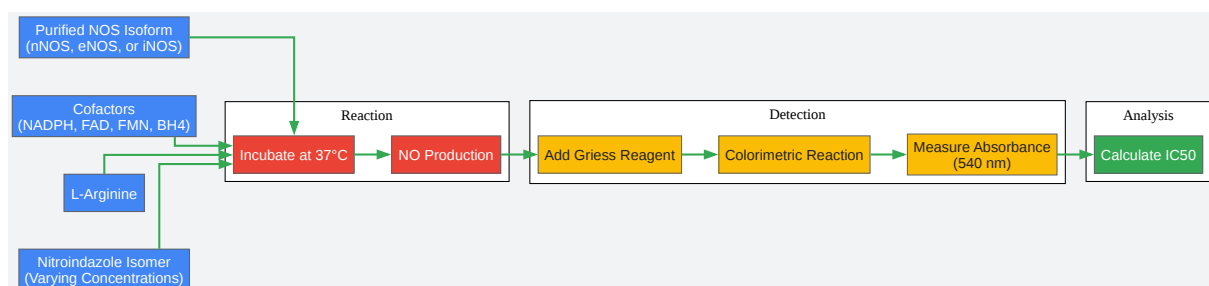 Purified NOS Isoform
(nNOS, eNOS, or iNOS)
Cofactors
(NADPH, FAD, FMN, BH4)
L-Arginine
Nitroindazole Isomer
(Varying Concentrations)
Reaction
Incubate at 37°C
NO Production
Detection
Add Griess Reagent
Colorimetric Reaction
Measure Absorbance
(540 nm)
Analysis
Calculate IC50